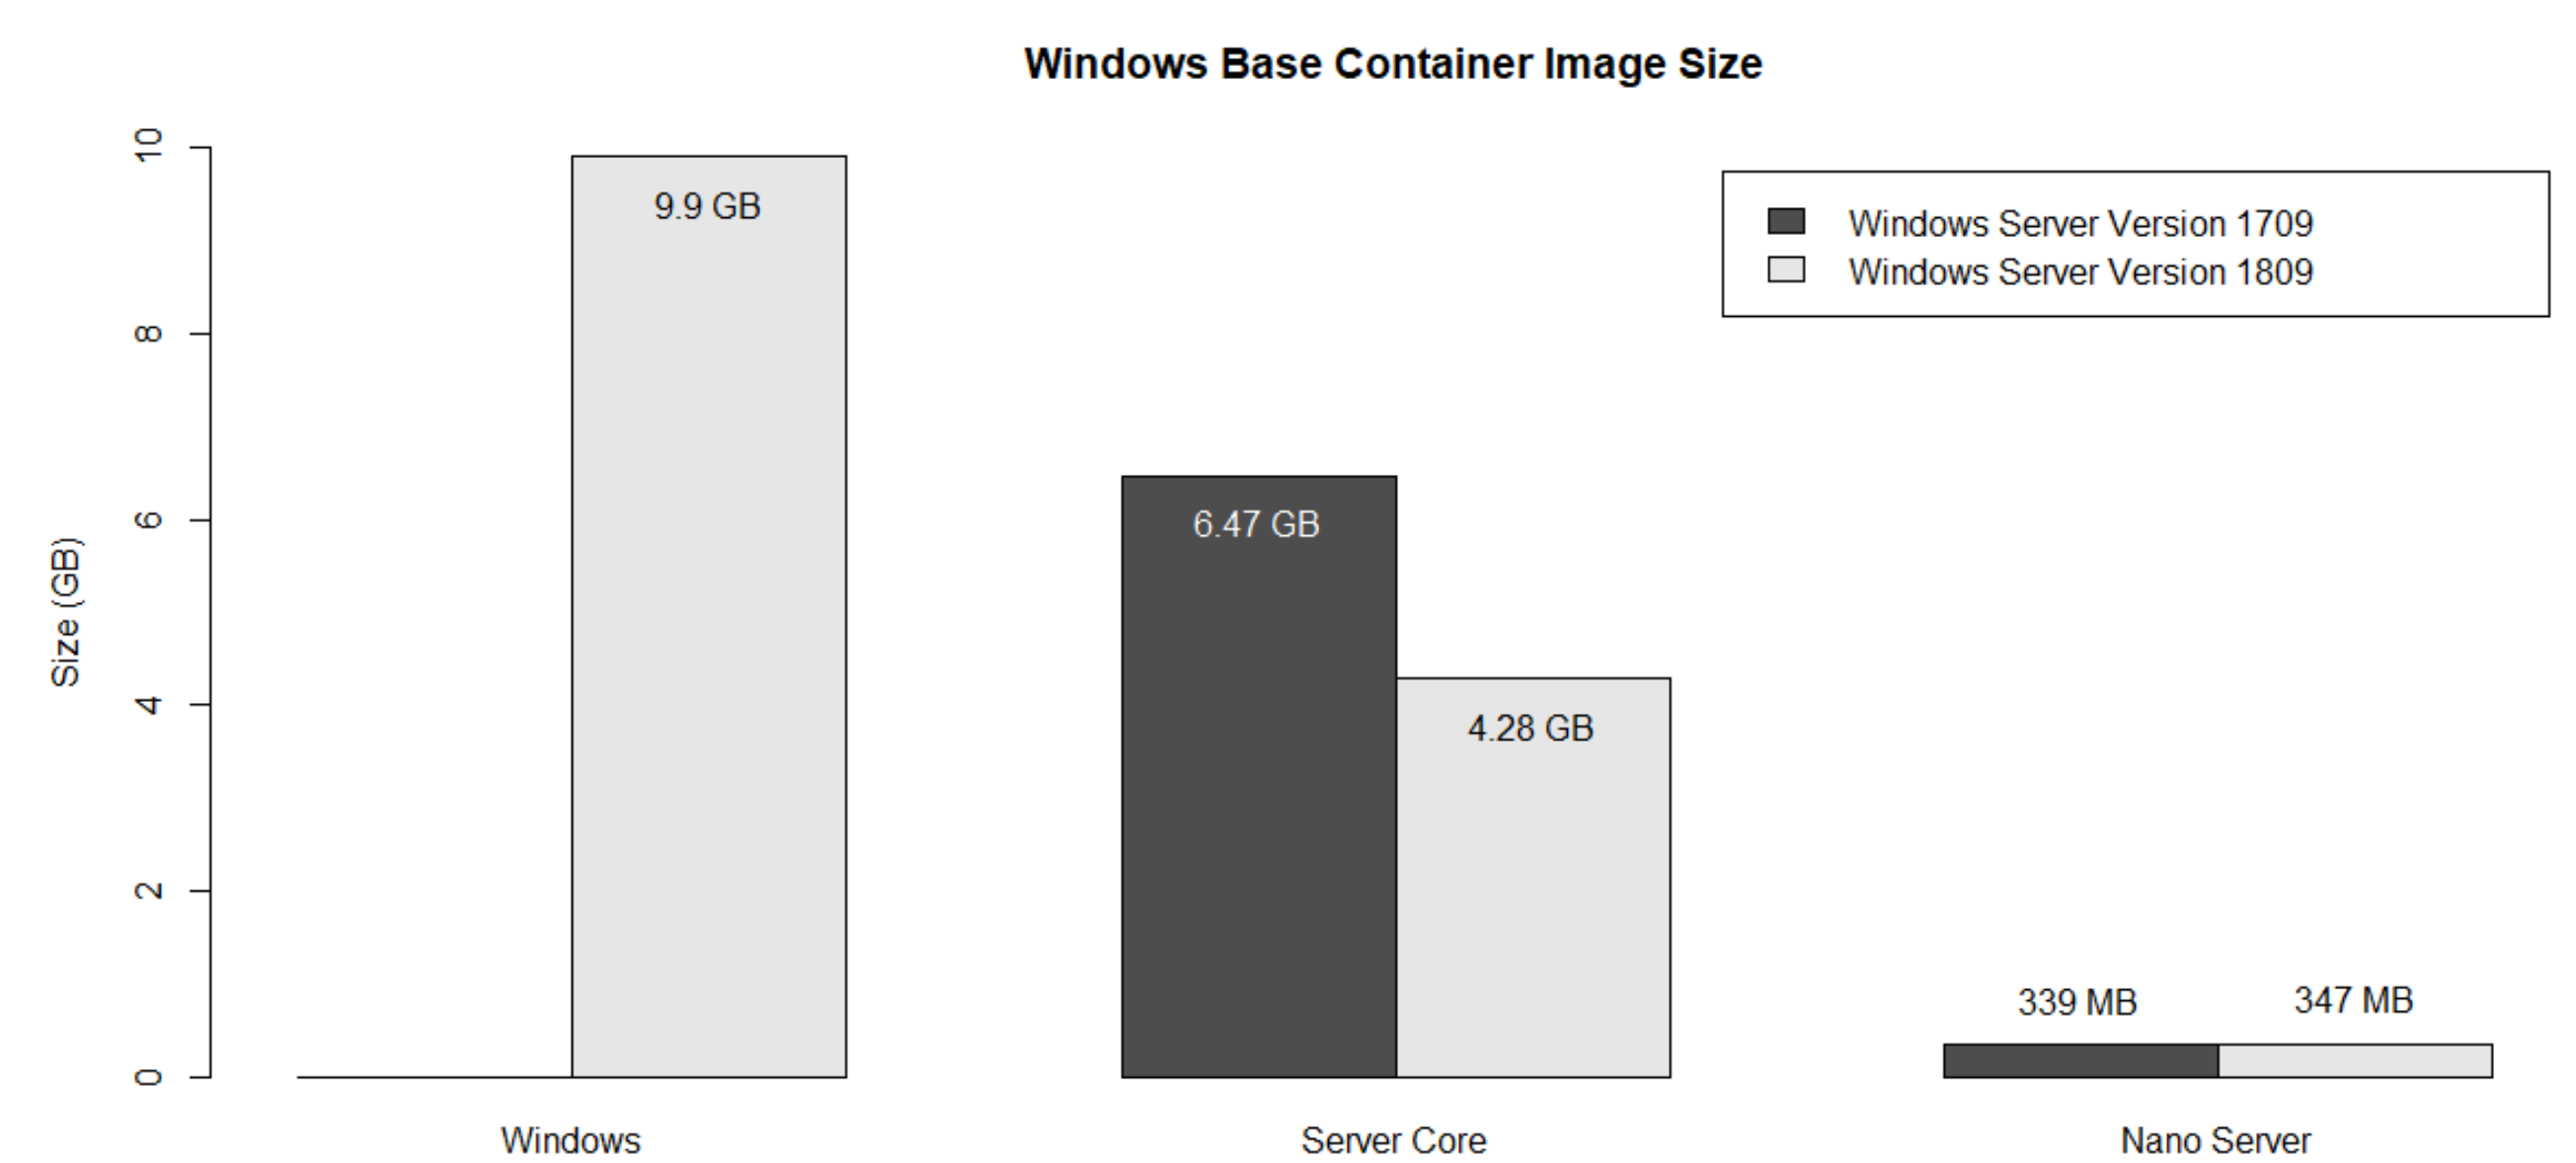 Windows Base Container Image Size
Size (GB)
10
8
6
4
2
0
9.9 GB
6.47 GB
4.28 GB
339 MB
347 MB
Windows Server Version 1709
Windows Server Version 1809
Windows
Server Core
Nano Server